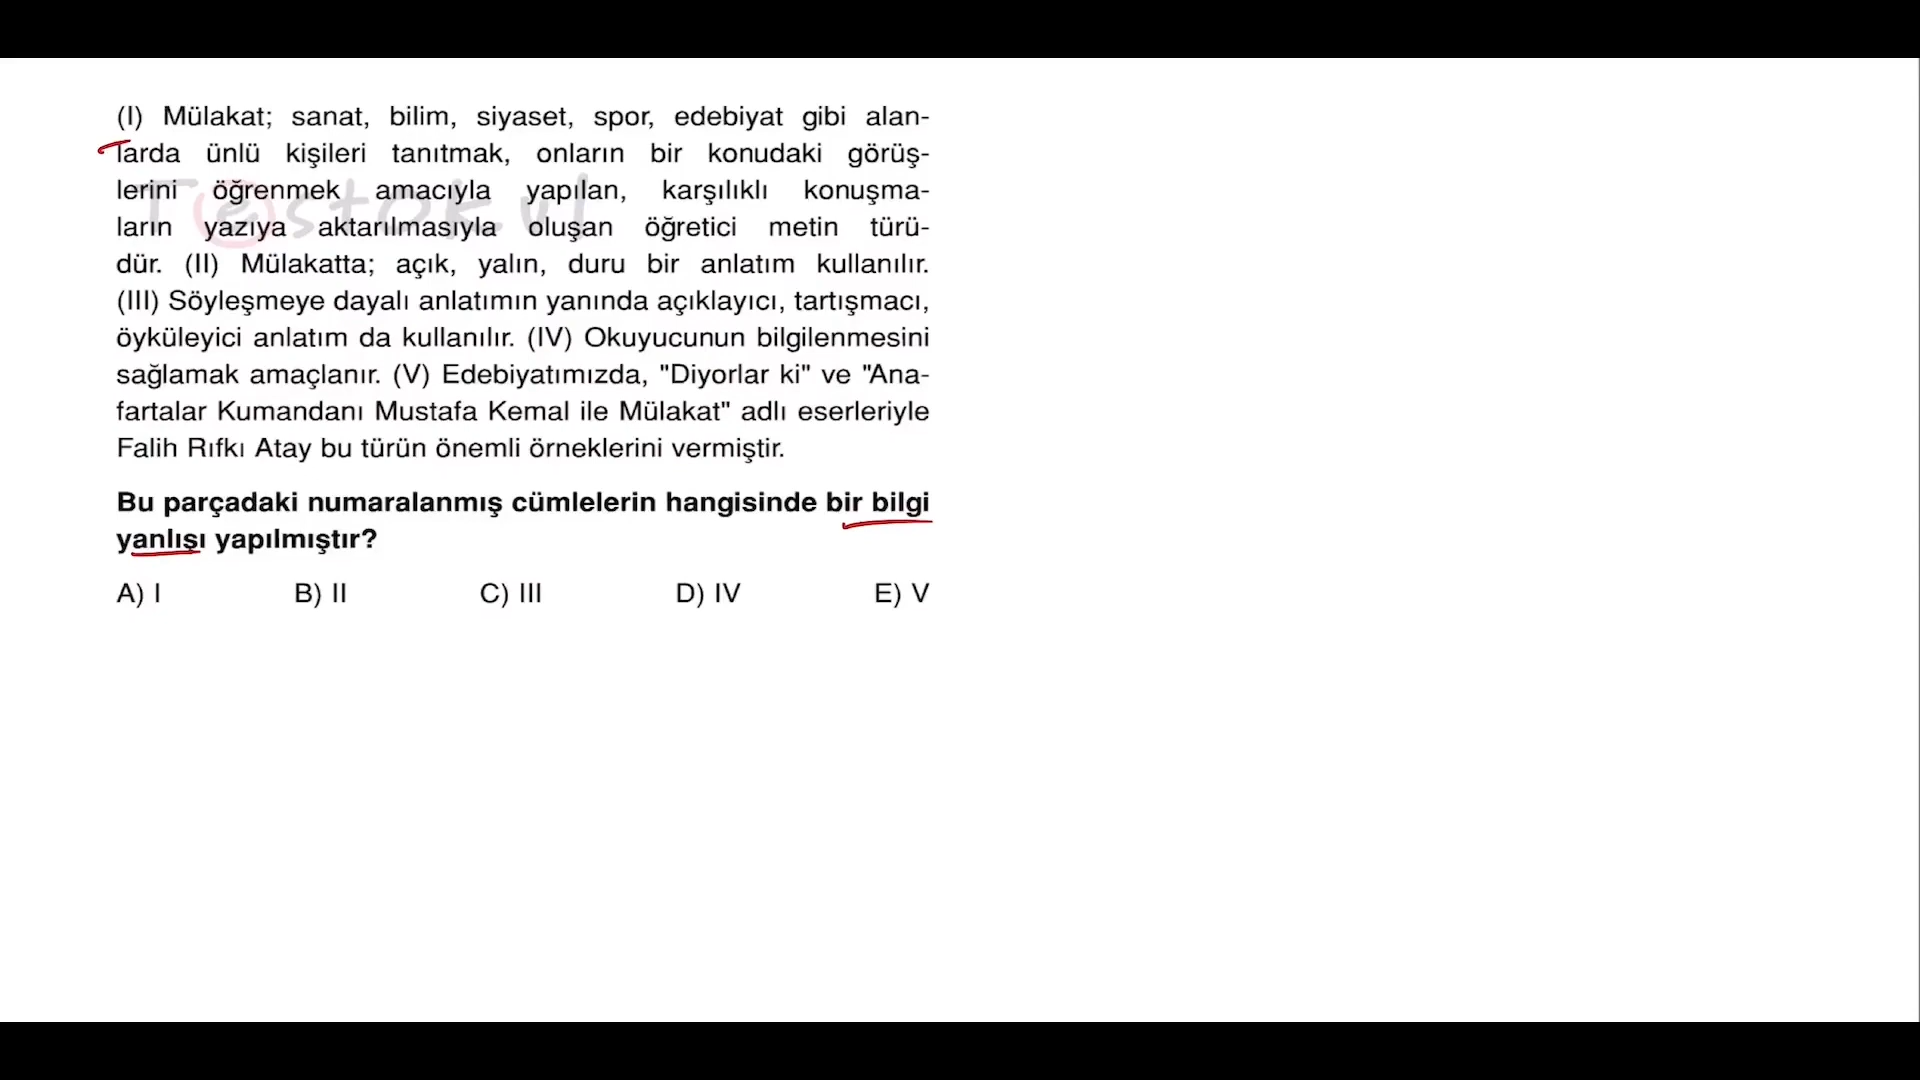 (I) Mülakat; sanat, bilim, siyaset, spor, edebiyat gibi alan-
larda ünlü kişileri tanıtmak, onların bir konudaki görüş-
lerini öğrenmek amacıyla yapılan, karşılıklı konuşma-
ların yazıya aktarılmasıyla oluşan öğretici metin türü-
dür. (II) Mülakatta; açık, yalın, duru bir anlatım kullanılır.
(III) Söyleşmeye dayalı anlatımın yanında açıklayıcı, tartışmacı,
öyküleyici anlatım da kullanılır. (IV) Okuyucunun bilgilenmesini
sağlamak amaçlanır. (V) Edebiyatımızda, "Diyorlar ki" ve "Ana-
fartalar Kumandanı Mustafa Kemal ile Mülakat" adlı eserleriyle
Falih Rıfkı Atay bu türün önemli örneklerini vermiştir.
Bu parçadaki numaralanmış cümlelerin hangisinde bir bilgi
yanlışı yapılmıştır?
A) I B) II C) III D) IV E) V
Testokul